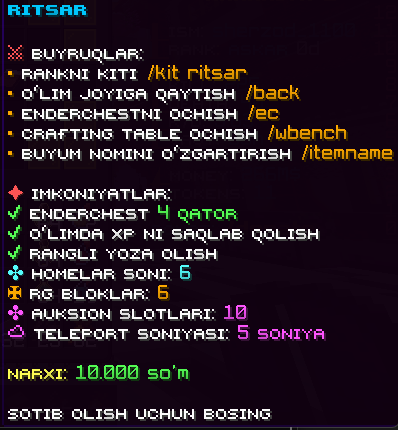 RITSAR
BUYRUQLAR:
RANKNI KITI /kit ritsar
O'LIM JOYIGA QAYTISH /back
ENDERCHESTNI OCHISH /ec
CRAFTING TABLE OCHISH /wbench
BUYUM NOMINI O'ZGARTIRISH /itemname
IMKONIYATLAR:
✔ ENDERCHEST 4 QATOR
✔ O'LIMDA XP NI SAQLAB QOLISH
✔ RANGLI YOZA OLISH
HOMELAR SONI: 6
RG BLOKLAR: 6
AUKSION SLOTLARI: 10
TELEPORT SONIYASI: 5 SONIYA
NARXI: 10.000 SO'M
SOTIB OLISH UCHUN BOSING